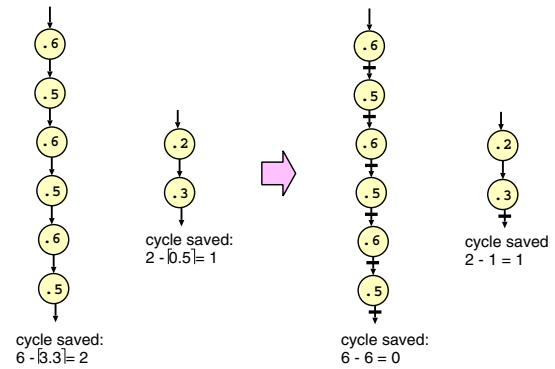 .6
.5
.6
.5
.6
.5
cycle saved:
6 -⌈3.3⌉= 2
.2
.3
cycle saved:
2 -⌈0.5⌉= 1
.6
.5
.6
.5
.6
.5
cycle saved:
6 - 6 = 0
.2
.3
cycle saved
2 - 1 = 1